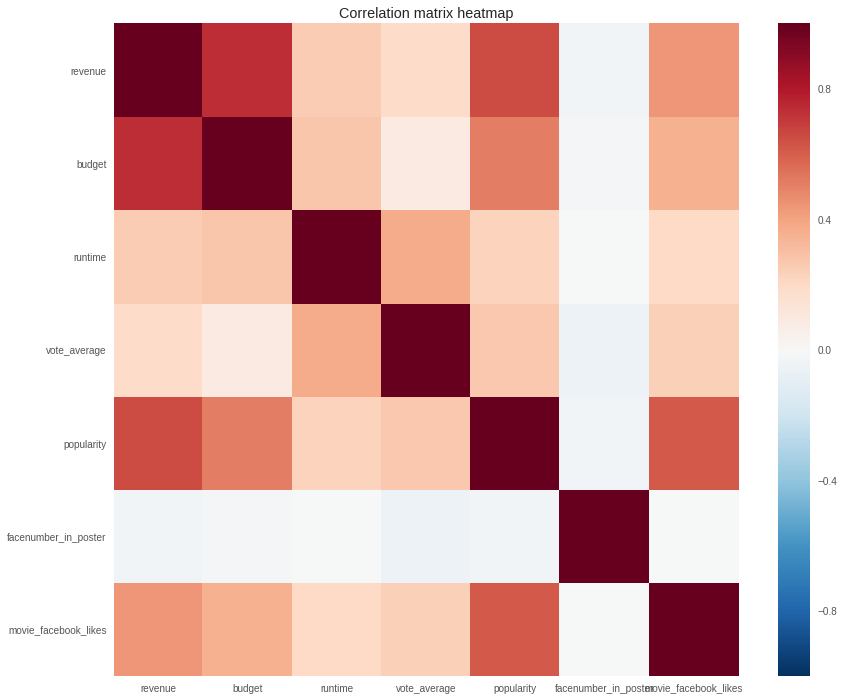 Correlation matrix heatmap
revenue
budget
runtime
vote_average
popularity
facenumber_in_poster
movie_facebook_likes
revenue budget runtime vote_average popularity facenumber_in_poster movie_facebook_likes
0.8
0.4
0.0
−0.4
−0.8